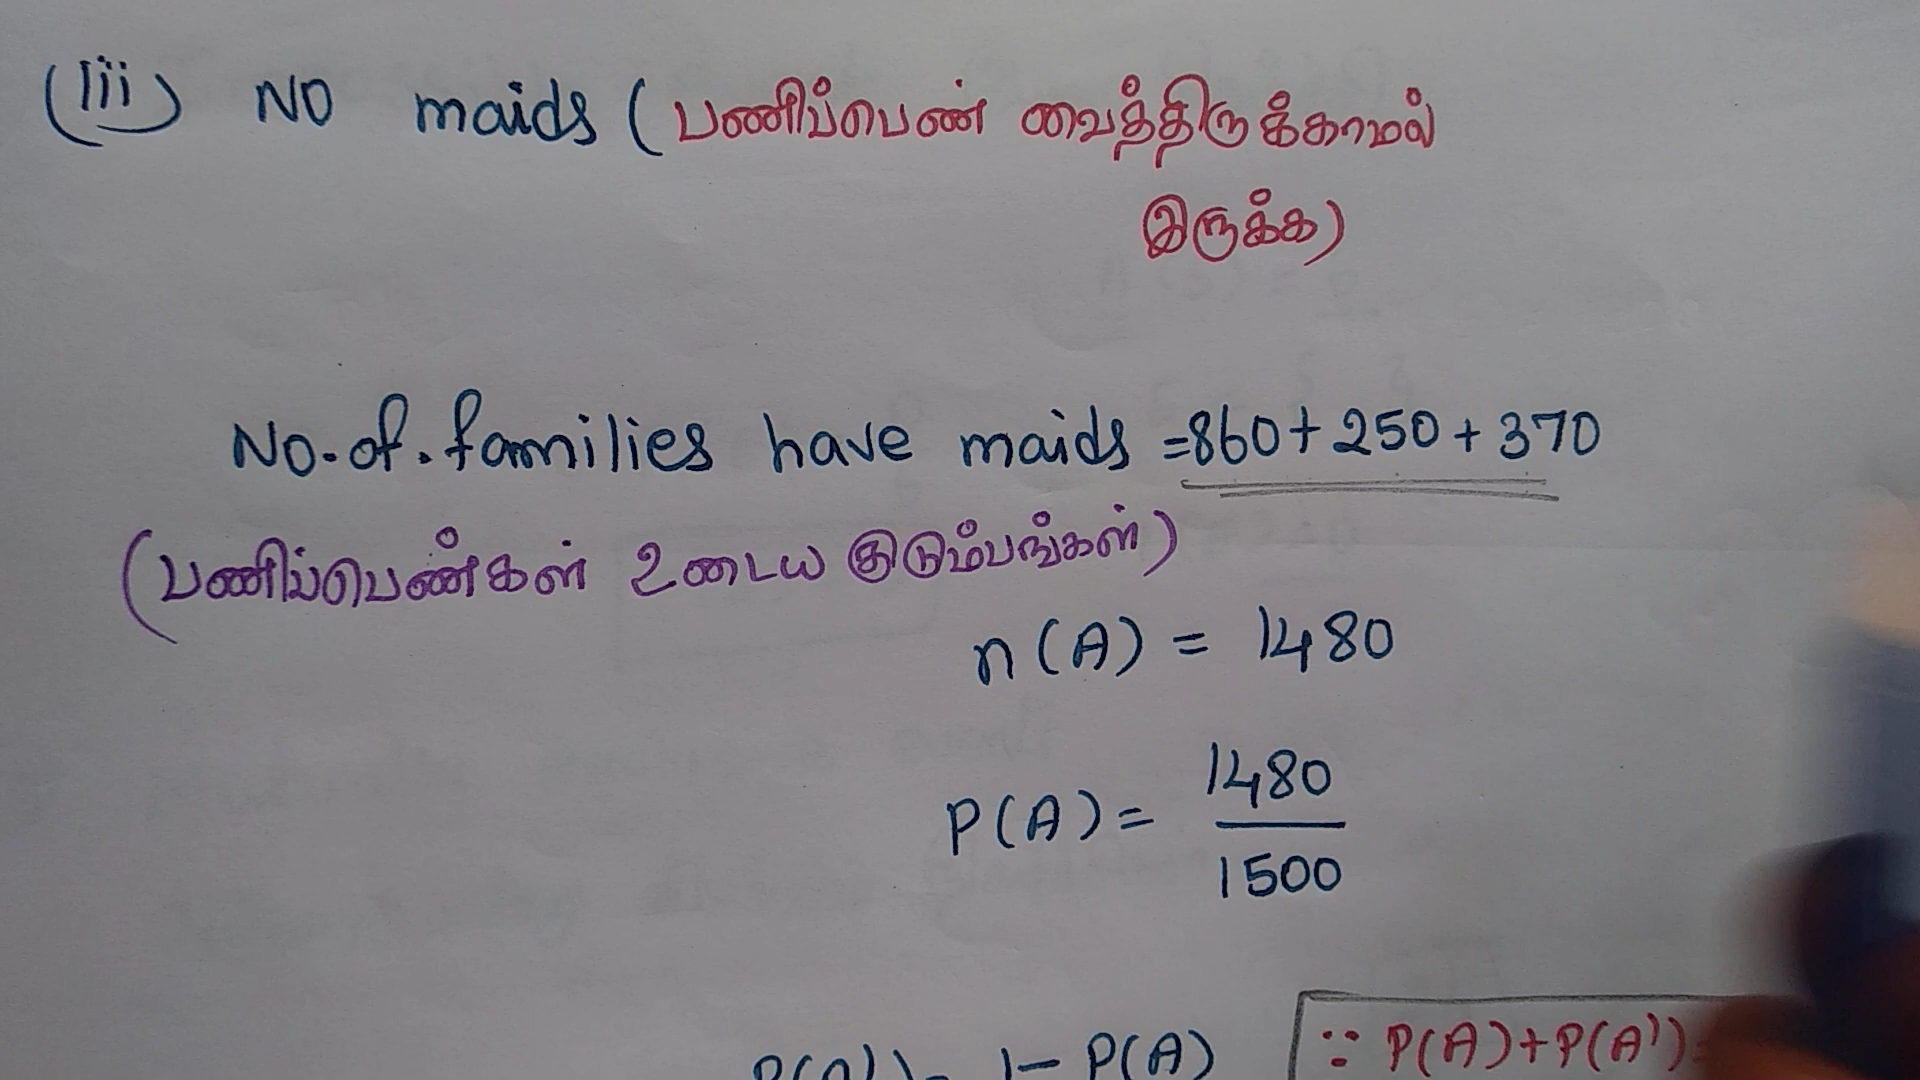 (iii) NO maids (பணிப்பெண் வைத்திருக்காமல்
இருக்க)
No.of.families have maids =860+250+370
(பணிப்பெண்கள் உடைய குடும்பங்கள்)
n(A) = 1480
P(A) = 1480
1500
P(A') = 1- P(A)
∵ P(A)+P(A')=